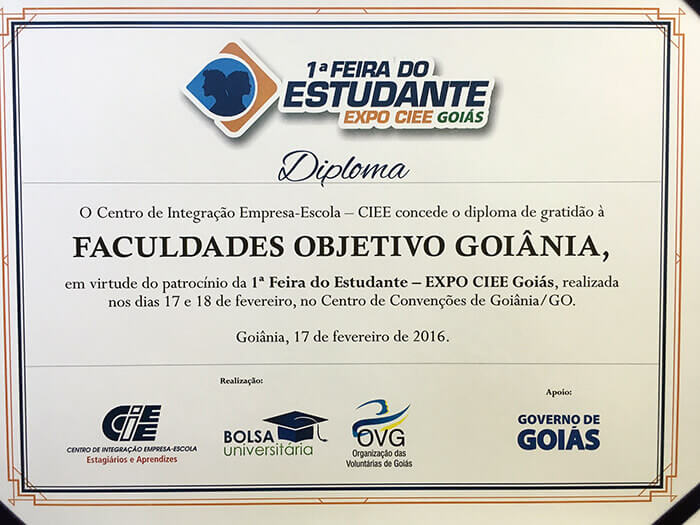 1ª FEIRA DO
ESTUDANTE
EXPO CIEE GOIÁS
Diploma
O Centro de Integração Empresa-Escola – CIEE concede o diploma de gratidão à
FACULDADES OBJETIVO GOIÂNIA,
em virtude do patrocínio da 1ª Feira do Estudante – EXPO CIEE Goiás, realizada
nos dias 17 e 18 de fevereiro, no Centro de Convenções de Goiânia/GO.
Goiânia, 17 de fevereiro de 2016.
Realização:
Apoio:
CIEE
CENTRO DE INTEGRAÇÃO EMPRESA-ESCOLA
Estagiários e Aprendizes
BOLSA
universitária
OVG
Organização das
Voluntárias de Goiás
GOVERNO DE
GOIÁS